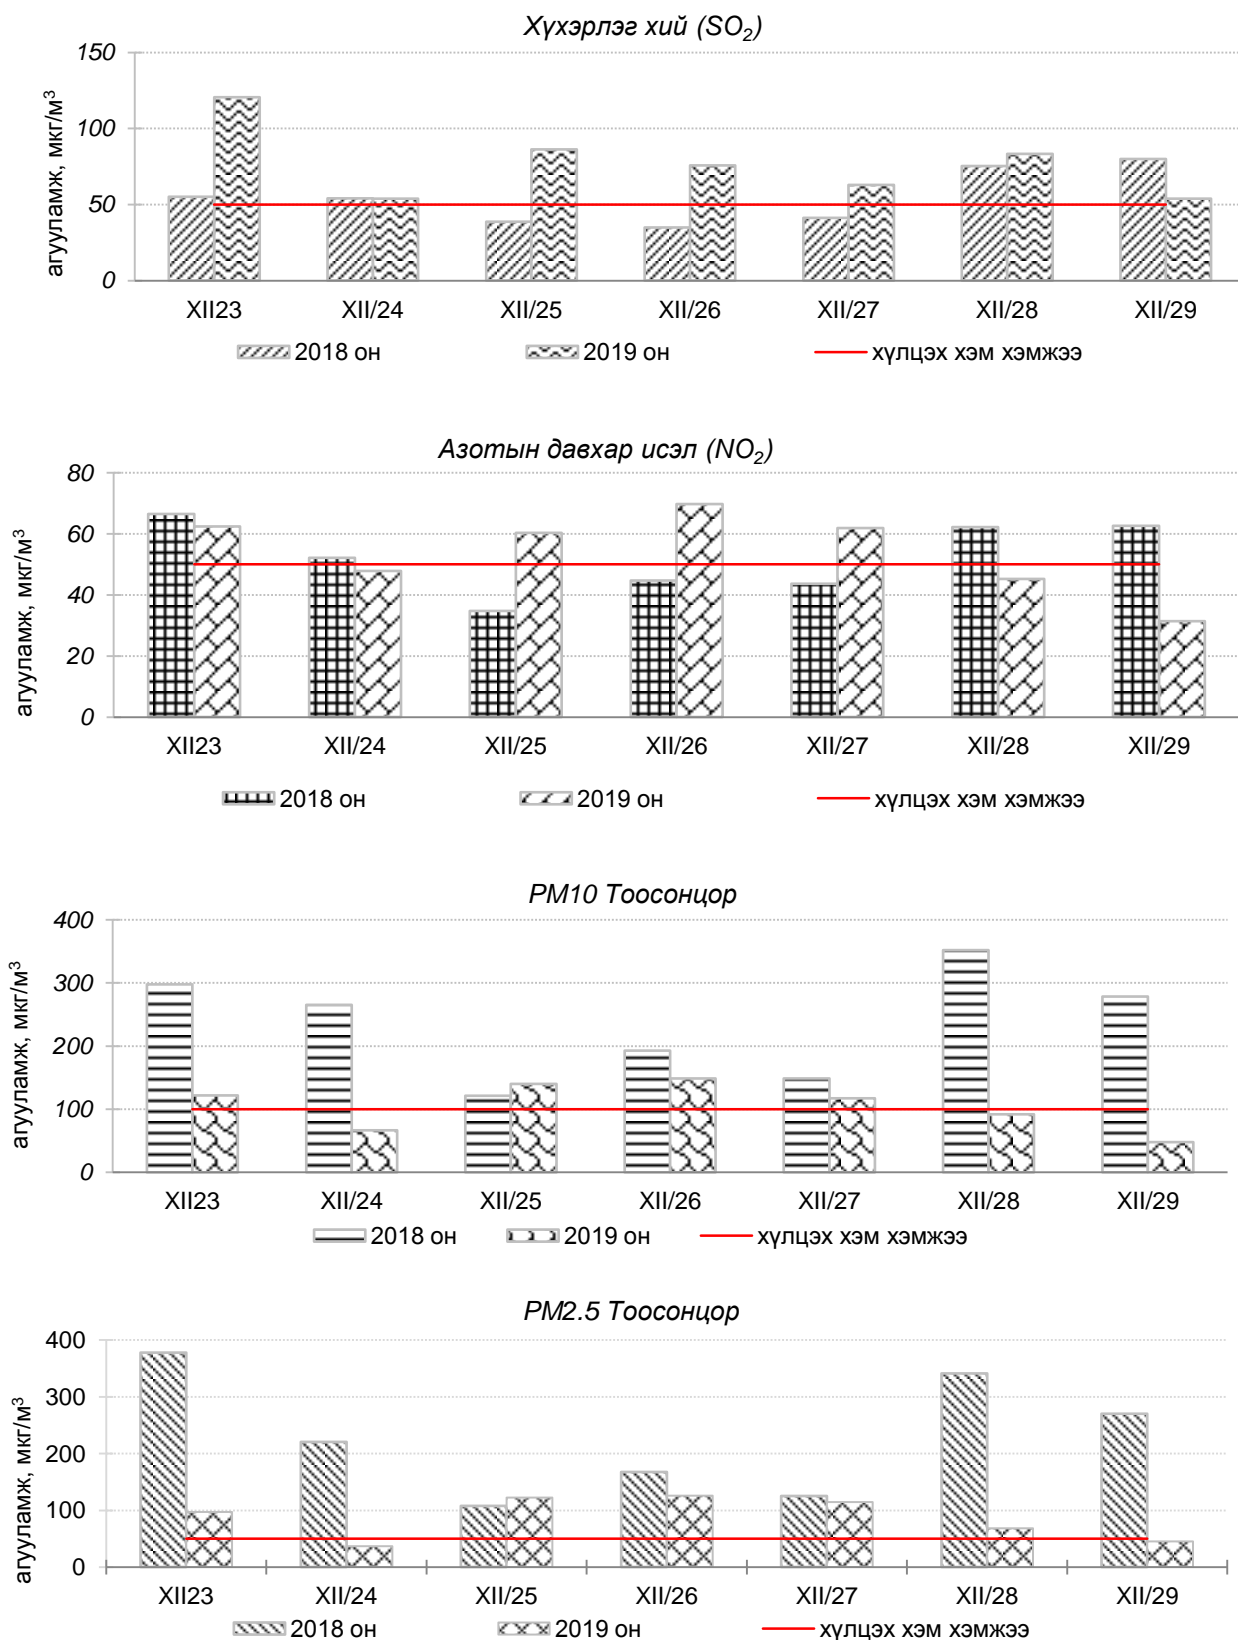 Хүхэрлэг хий (SO₂)
агууламж, мкг/м³
150
100
50
0
XII23 XII/24 XII/25 XII/26 XII/27 XII/28 XII/29
2018 он 2019 он хүлцэх хэм хэмжээ
Азотын давхар исэл (NO₂)
агууламж, мкг/м³
80
60
40
20
0
XII23 XII/24 XII/25 XII/26 XII/27 XII/28 XII/29
2018 он 2019 он хүлцэх хэм хэмжээ
PM10 Тоосонцор
агууламж, мкг/м³
400
300
200
100
0
XII23 XII/24 XII/25 XII/26 XII/27 XII/28 XII/29
2018 он 2019 он хүлцэх хэм хэмжээ
PM2.5 Тоосонцор
агууламж, мкг/м³
400
300
200
100
0
XII23 XII/24 XII/25 XII/26 XII/27 XII/28 XII/29
2018 он 2019 он хүлцэх хэм хэмжээ